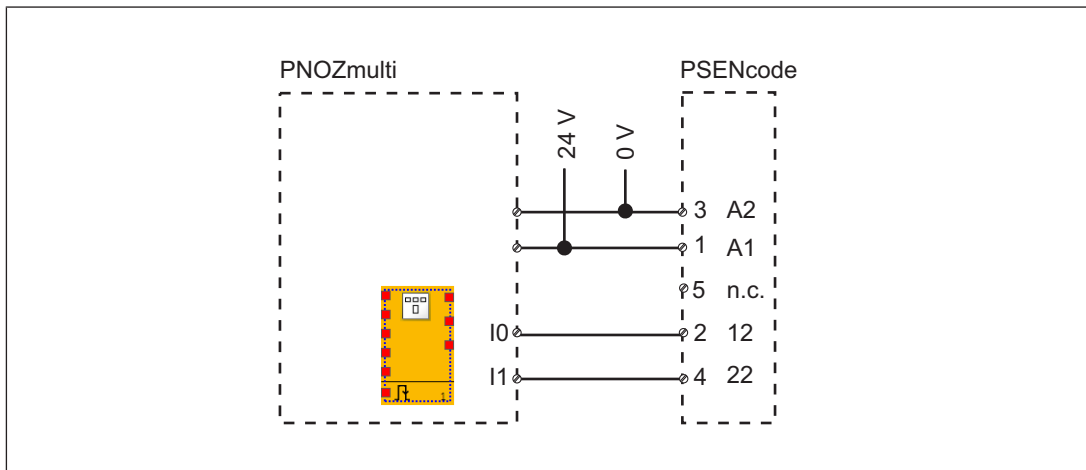 PNOZmulti
PSENcode
24 V
0 V
3 A2
1 A1
5 n.c.
I0
2 12
I1
4 22
1